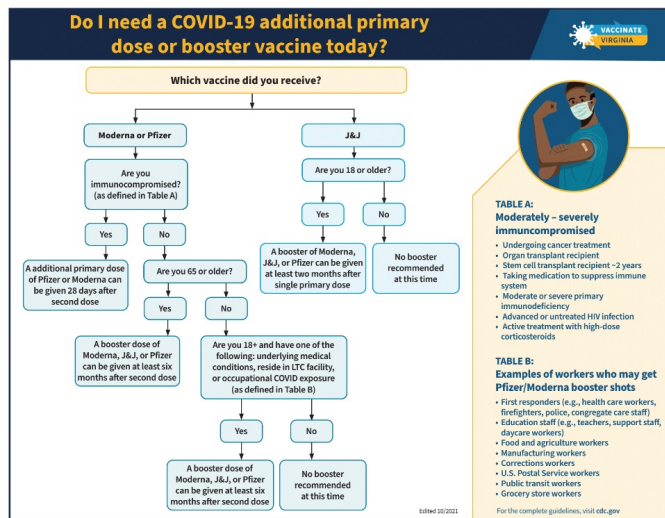 Do I need a COVID-19 additional primary
dose or booster vaccine today?
VACCINATE
VIRGINIA
Which vaccine did you receive?
Moderna or Pfizer
J&J
Are you
immunocompromised?
(as defined in Table A)
Are you 18 or older?
Yes
No
Yes
No
A additional primary dose
of Pfizer or Moderna can
be given 28 days after
second dose
Are you 65 or older?
A booster of Moderna,
J&J, or Pfizer can be given
at least two months after
single primary dose
No booster
recommended
at this time
Yes
No
A booster dose of
Moderna, J&J, or Pfizer
can be given at least six
months after second dose
Are you 18+ and have one of the
following: underlying medical
conditions, reside in LTC facility,
or occupational COVID exposure
(as defined in Table B)
Yes
No
A booster dose of
Moderna, J&J, or Pfizer
can be given at least six
months after second dose
No booster
recommended
at this time
Edited 10/2021
TABLE A:
Moderately – severely
immuncompromised
• Undergoing cancer treatment
• Organ transplant recipient
• Stem cell transplant recipient ~2 years
• Taking medication to suppress immune
system
• Moderate or severe primary
immunodeficiency
• Advanced or untreated HIV infection
• Active treatment with high-dose
corticosteroids
TABLE B:
Examples of workers who may get
Pfizer/Moderna booster shots
• First responders (e.g., health care workers,
firefighters, police, congregate care staff)
• Education staff (e.g., teachers, support staff,
daycare workers)
• Food and agriculture workers
• Manufacturing workers
• Corrections workers
• U.S. Postal Service workers
• Public transit workers
• Grocery store workers
For the complete guidelines, visit cdc.gov